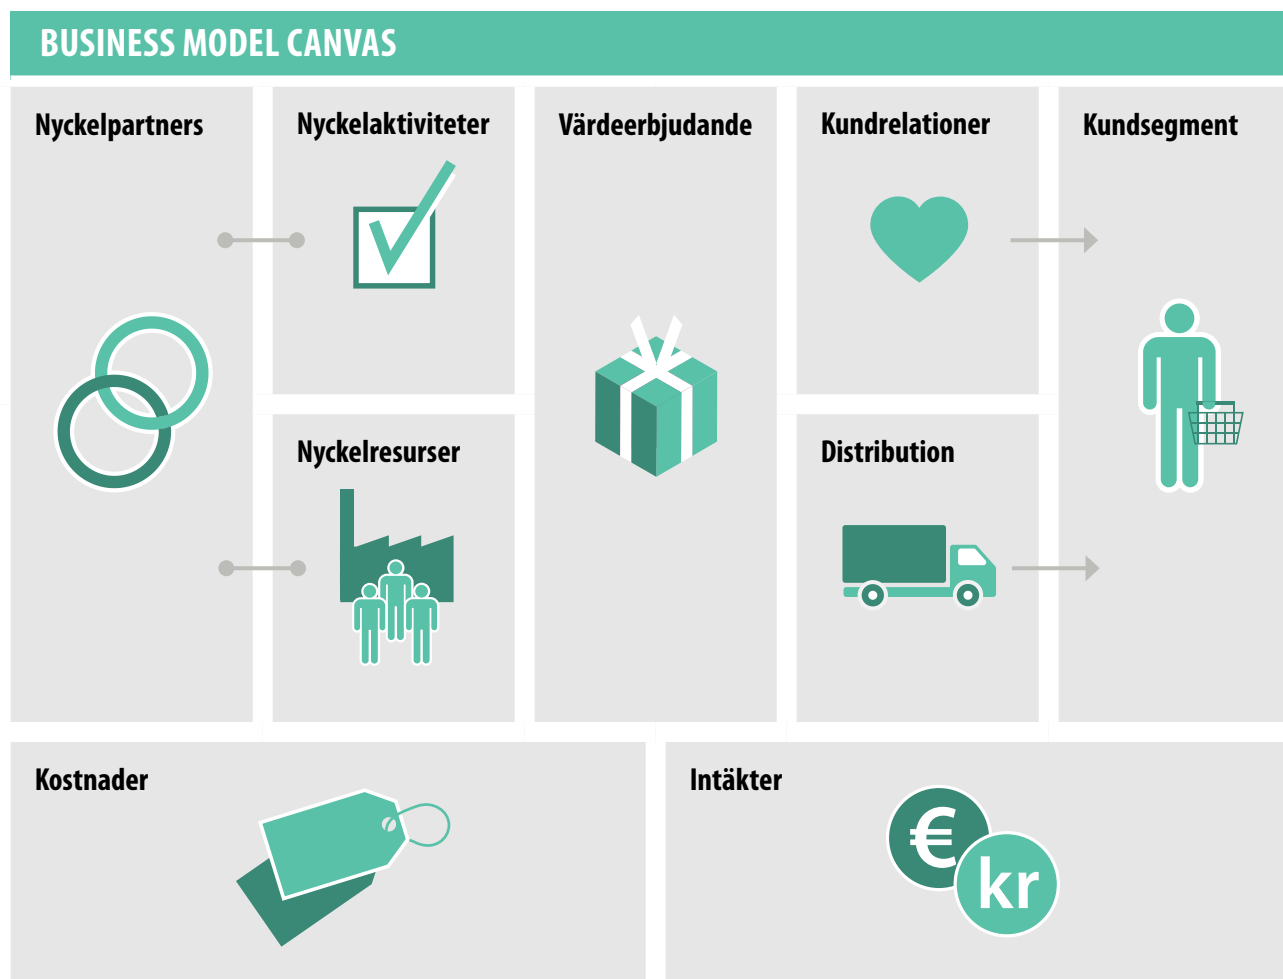 BUSINESS MODEL CANVAS
Nyckelpartners
Nyckelaktiviteter
Värdeerbjudande
Kundrelationer
Kundsegment
Nyckelresurser
Distribution
Kostnader
Intäkter
€
kr